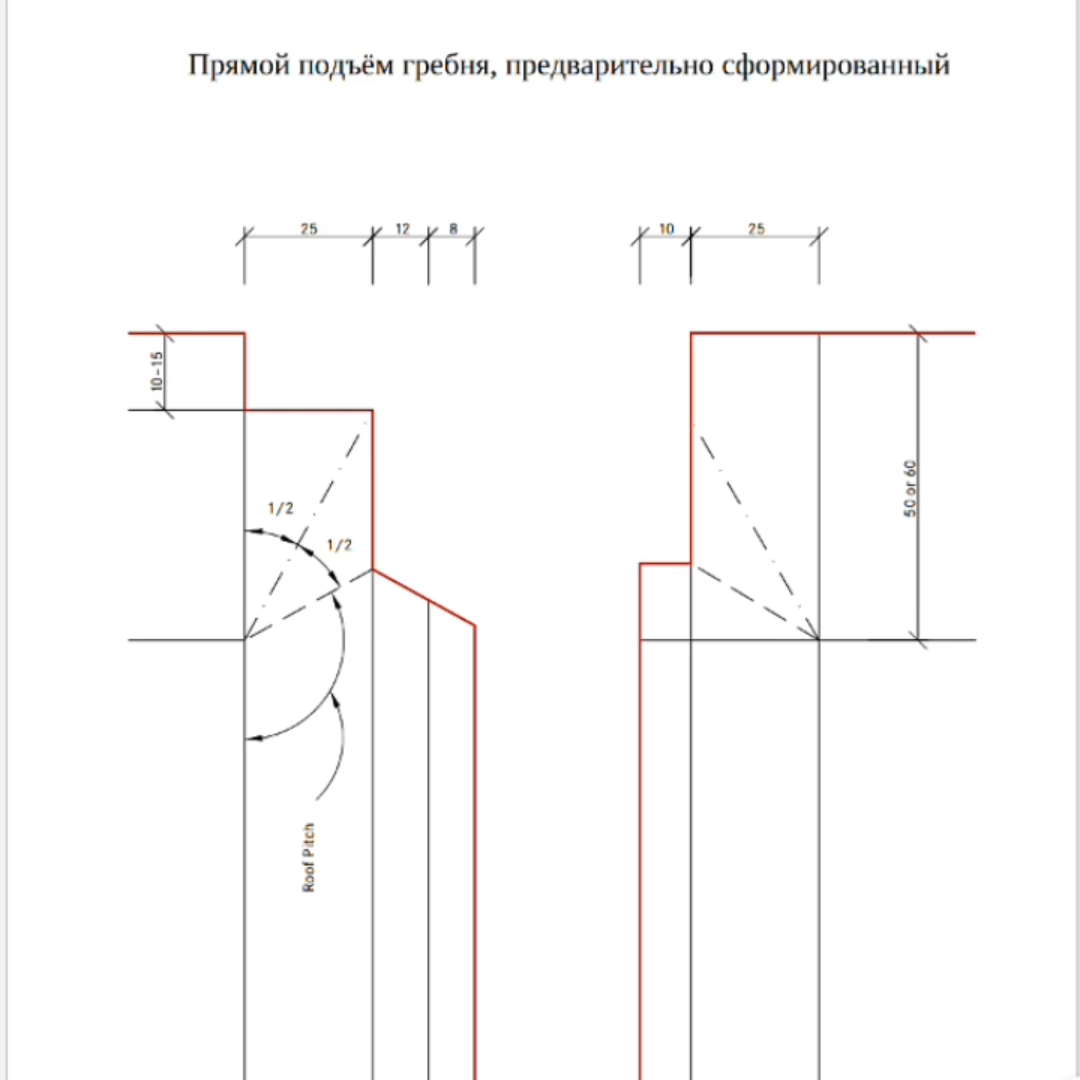 Прямой подъём гребня, предварительно сформированный
25 12 8 10 25
10-15
50 or 60
1/2
1/2
Roof Pitch